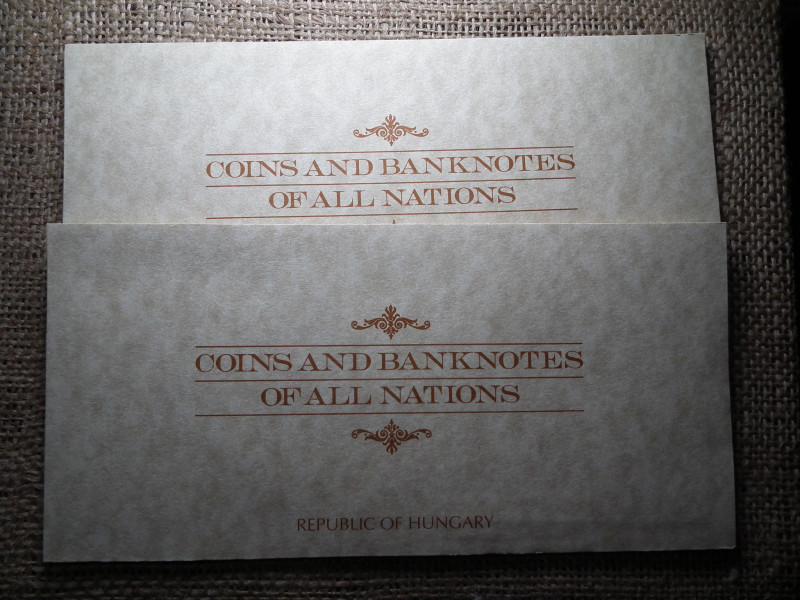 COINS AND BANKNOTES
OF ALL NATIONS
COINS AND BANKNOTES
OF ALL NATIONS
REPUBLIC OF HUNGARY